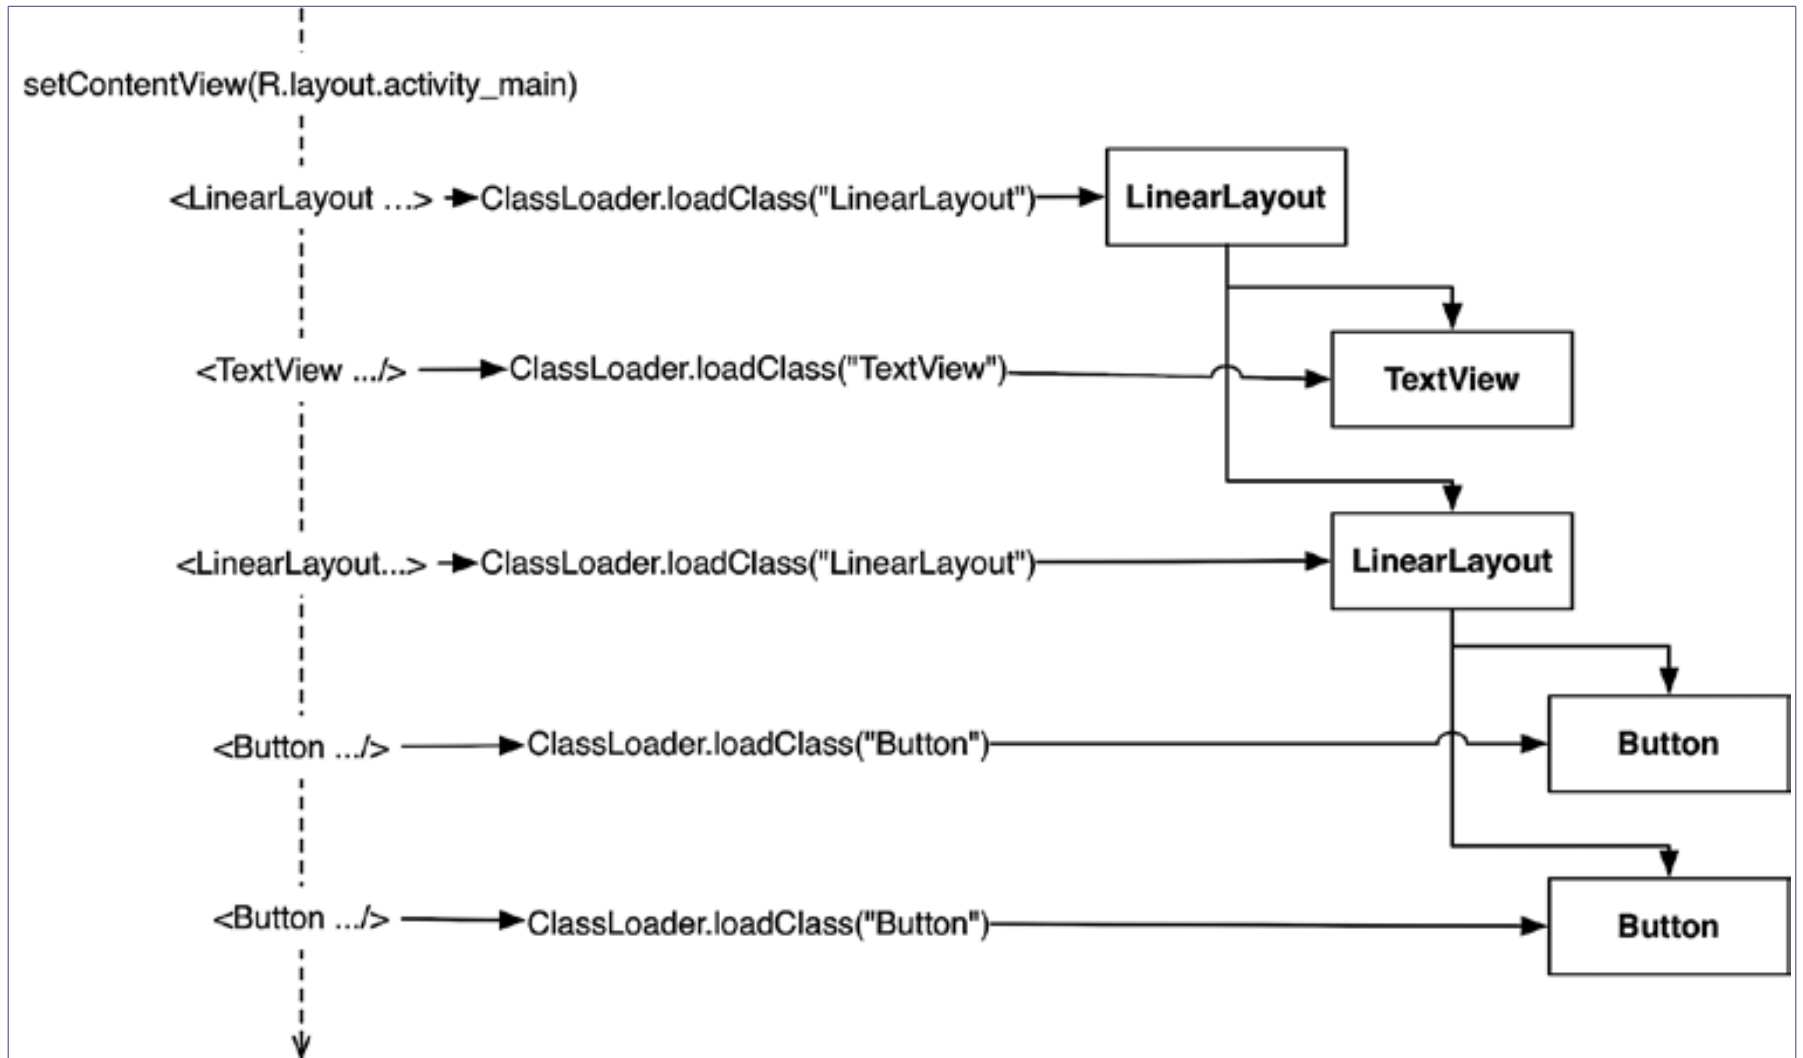 setContentView(R.layout.activity_main)
<LinearLayout ...> ClassLoader.loadClass("LinearLayout") LinearLayout
<TextView .../> ClassLoader.loadClass("TextView") TextView
<LinearLayout...> ClassLoader.loadClass("LinearLayout") LinearLayout
<Button .../> ClassLoader.loadClass("Button") Button
<Button .../> ClassLoader.loadClass("Button") Button